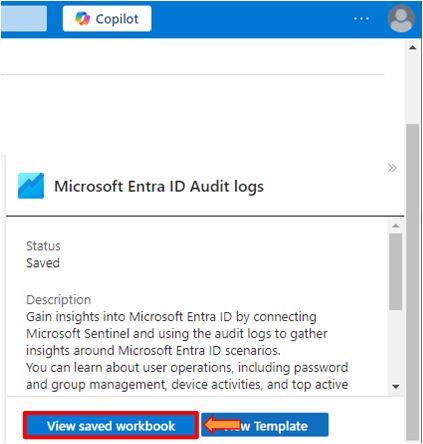 Copilot
...
»
Microsoft Entra ID Audit logs
Status
Saved
Description
Gain insights into Microsoft Entra ID by connecting
Microsoft Sentinel and using the audit logs to gather
insights around Microsoft Entra ID scenarios.
You can learn about user operations, including password
and group management, device activities, and top active
View saved workbook
Template